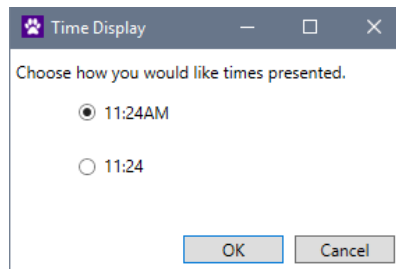 Time Display
Choose how you would like times presented.
11:24AM
11:24
OK Cancel